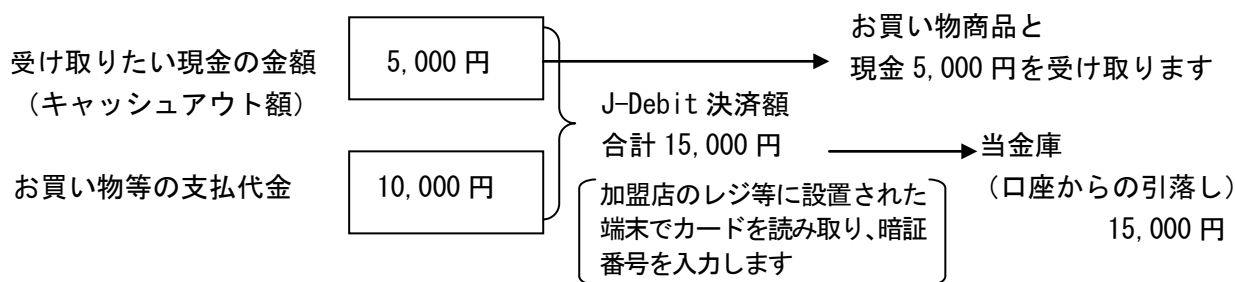 受け取りたい現金の金額
（キャッシュアウト額）
5,000 円
お買い物商品と
現金 5,000 円を受け取ります
J-Debit 決済額
合計 15,000 円
お買い物等の支払代金
10,000 円
加盟店のレジ等に設置された
端末でカードを読み取り、暗証
番号を入力します
当金庫
（口座からの引落し）
15,000 円